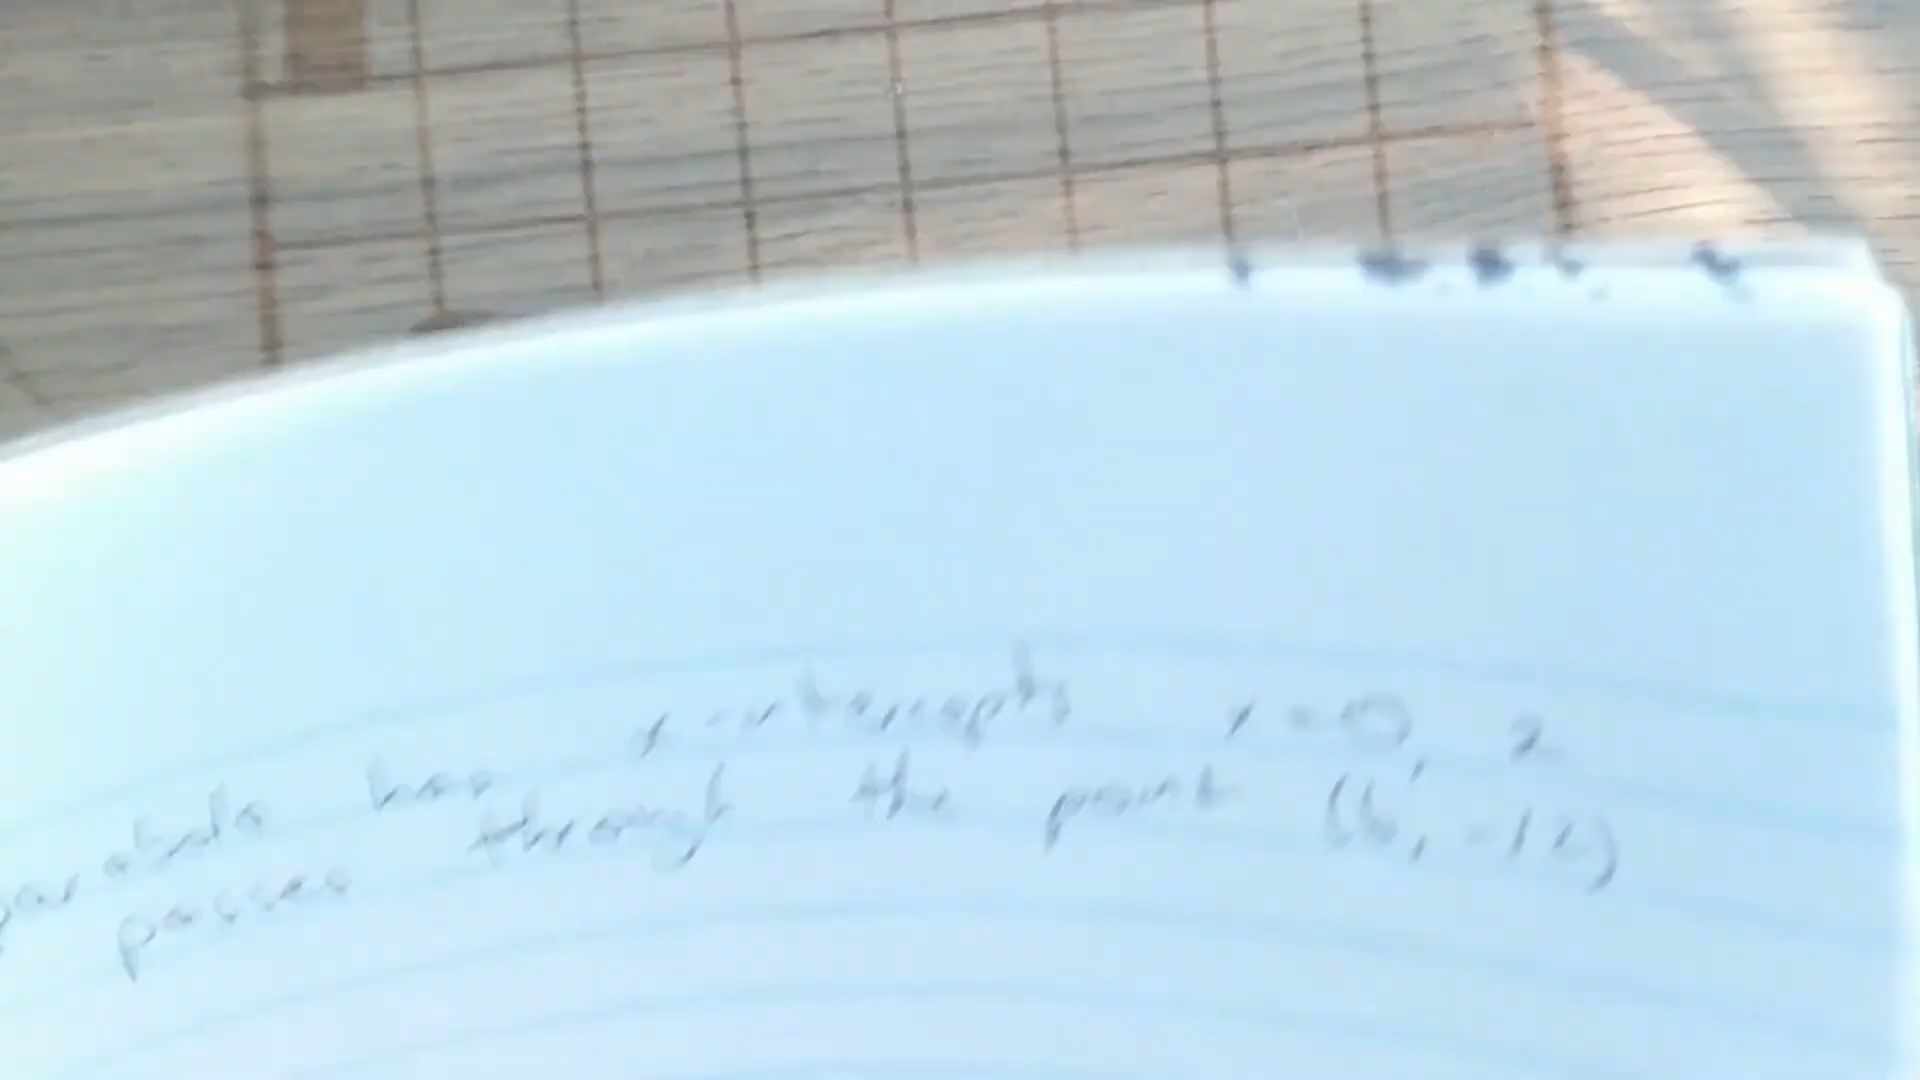 parabola has x-intercepts x=0, 2
passes through the point (6, -12)